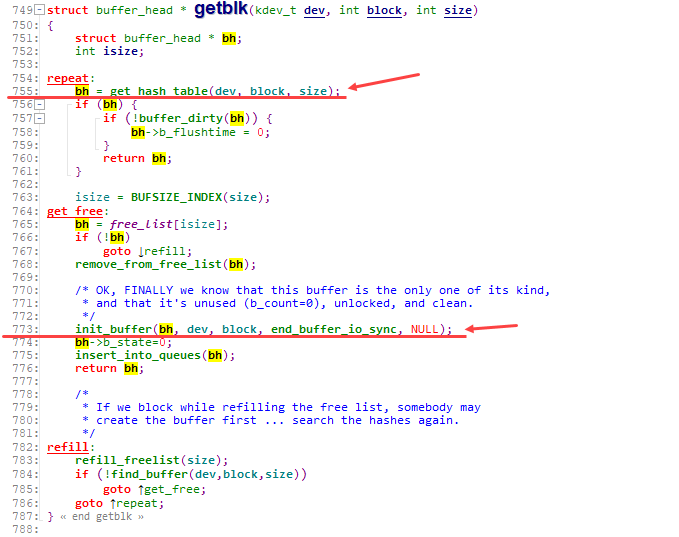 749: struct buffer_head * getblk(kdev_t dev, int block, int size)
750: {
751:     struct buffer_head * bh;
752:     int isize;
753:
754: repeat:
755:     bh = get_hash_table(dev, block, size);
756:     if (bh) {
757:         if (!buffer_dirty(bh)) {
758:             bh->b_flushtime = 0;
759:         }
760:         return bh;
761:     }
762:
763:     isize = BUFSIZE_INDEX(size);
764: get_free:
765:     bh = free_list[isize];
766:     if (!bh)
767:         goto ↓refill;
768:     remove_from_free_list(bh);
769:
770:     /* OK, FINALLY we know that this buffer is the only one of its kind,
771:      * and that it's unused (b_count=0), unlocked, and clean.
772:      */
773:     init_buffer(bh, dev, block, end_buffer_io_sync, NULL);
774:     bh->b_state=0;
775:     insert_into_queues(bh);
776:     return bh;
777:
778:     /*
779:      * If we block while refilling the free list, somebody may
780:      * create the buffer first ... search the hashes again.
781:      */
782: refill:
783:     refill_freelist(size);
784:     if (!find_buffer(dev,block,size))
785:         goto ↑get_free;
786:     goto ↑repeat;
787: } « end getblk »
788: